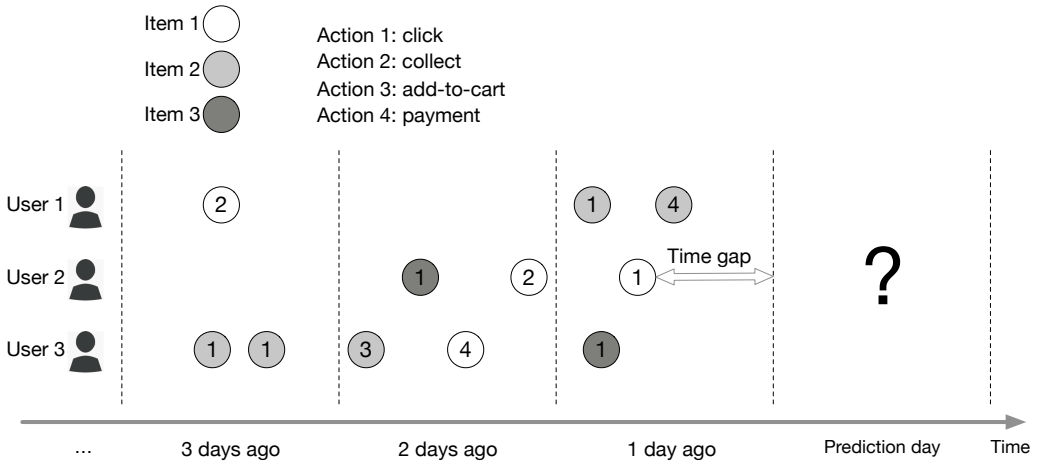 Item 1
Item 2
Item 3
Action 1: click
Action 2: collect
Action 3: add-to-cart
Action 4: payment
User 1 2 1 4
User 2 1 2 1 Time gap ?
User 3 1 1 3 4 1
... 3 days ago 2 days ago 1 day ago Prediction day Time